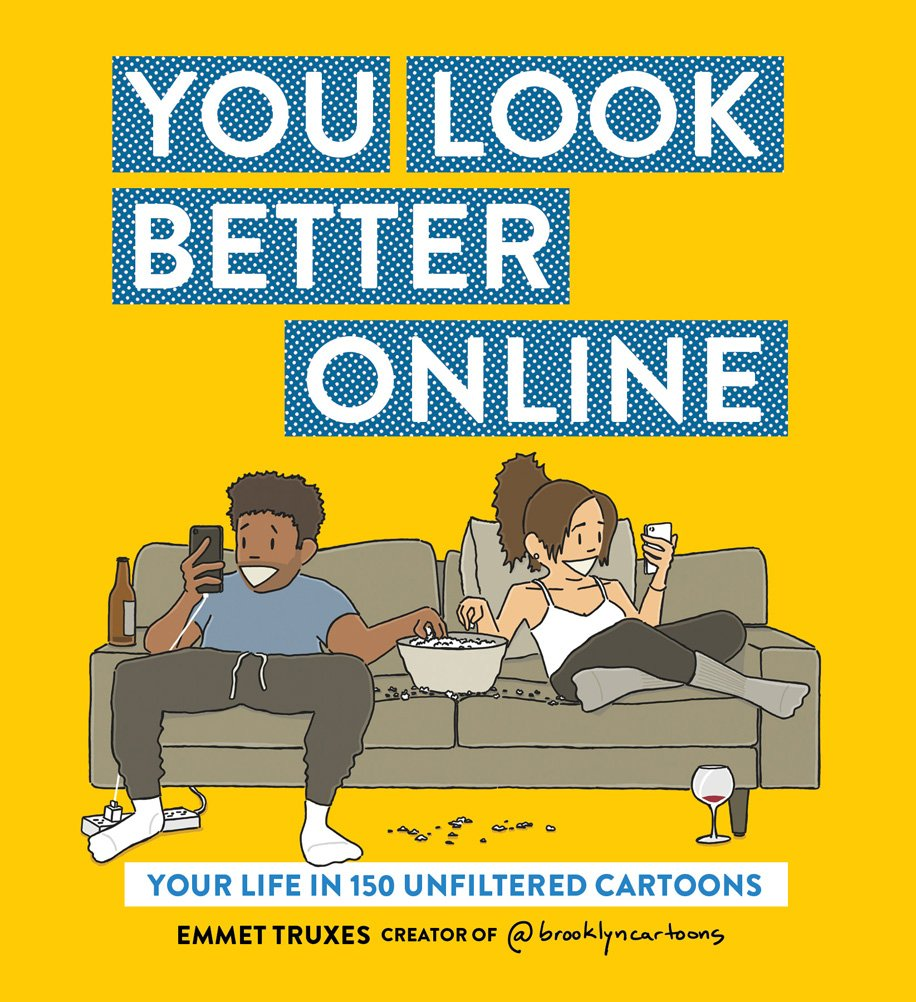 YOU LOOK
BETTER
ONLINE
YOUR LIFE IN 150 UNFILTERED CARTOONS
EMMET TRUXES CREATOR OF @brooklyncartoons